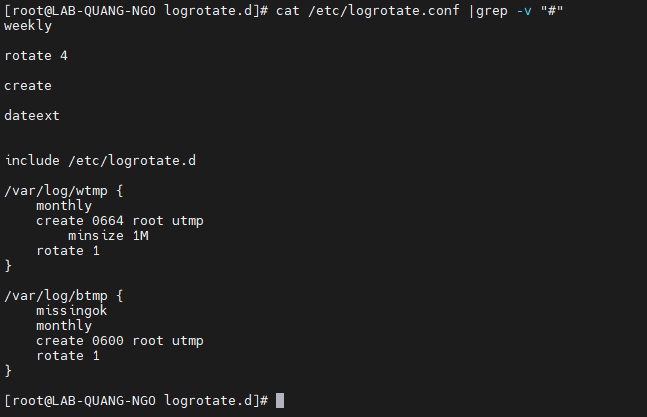 [root@LAB-QUANG-NGO logrotate.d]# cat /etc/logrotate.conf |grep -v "#"
weekly
rotate 4
create
dateext
include /etc/logrotate.d
/var/log/wtmp {
    monthly
    create 0664 root utmp
        minsize 1M
    rotate 1
}
/var/log/btmp {
    missingok
    monthly
    create 0600 root utmp
    rotate 1
}
[root@LAB-QUANG-NGO logrotate.d]#